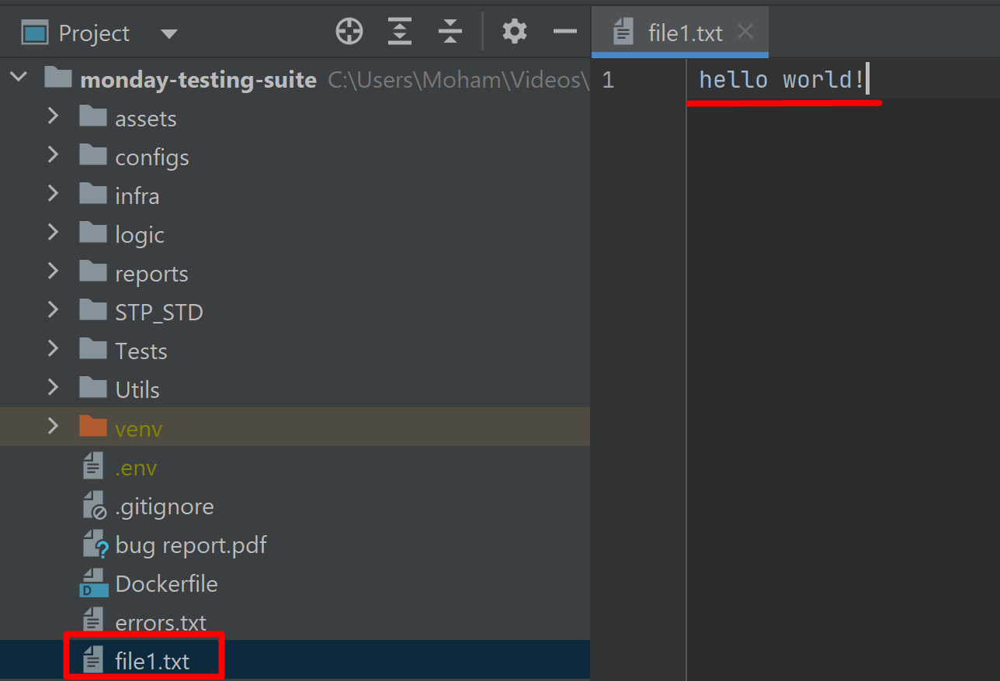 Project
file1.txt
monday-testing-suite C:\Users\Moham\Videos\
1 hello world!
assets
configs
infra
logic
reports
STP_STD
Tests
Utils
venv
.env
.gitignore
bug report.pdf
Dockerfile
errors.txt
file1.txt